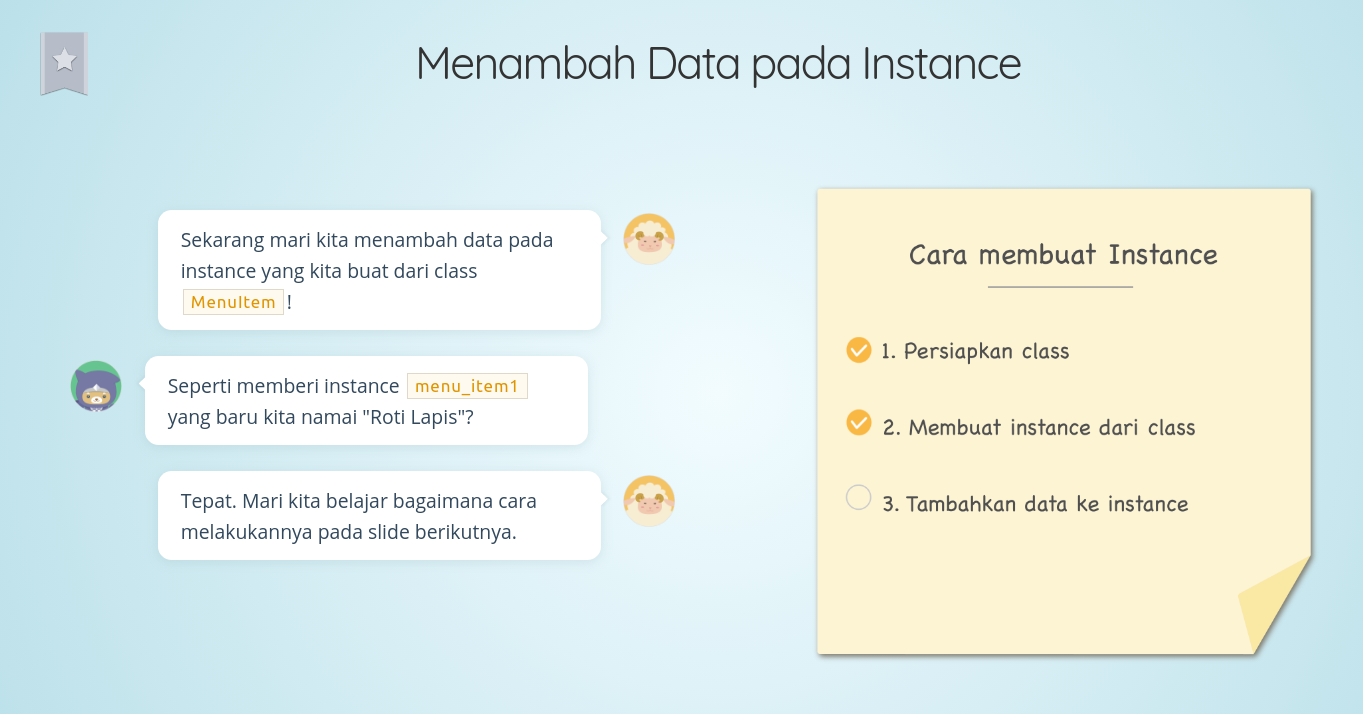 Menambah Data pada Instance
Sekarang mari kita menambah data pada
instance yang kita buat dari class
MenuItem !
Seperti memberi instance menu_item1
yang baru kita namai "Roti Lapis"?
Tepat. Mari kita belajar bagaimana cara
melakukannya pada slide berikutnya.
Cara membuat Instance
1. Persiapkan class
2. Membuat instance dari class
3. Tambahkan data ke instance